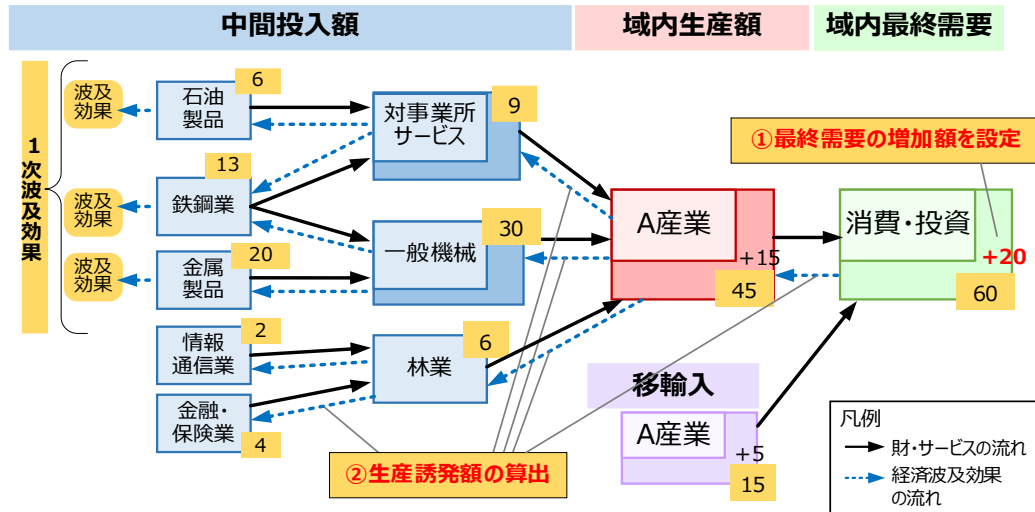 中間投入額
域内生産額
域内最終需要
1次波及効果
波及
効果
波及
効果
波及
効果
6
石油
製品
13
鉄鋼業
20
金属
製品
2
情報
通信業
金融・
保険業
4
9
対事業所
サービス
30
一般機械
6
林業
A産業
+15
45
①最終需要の増加額を設定
消費・投資
+20
60
移輸入
A産業
+5
15
②生産誘発額の算出
凡例
財・サービスの流れ
経済波及効果
の流れ